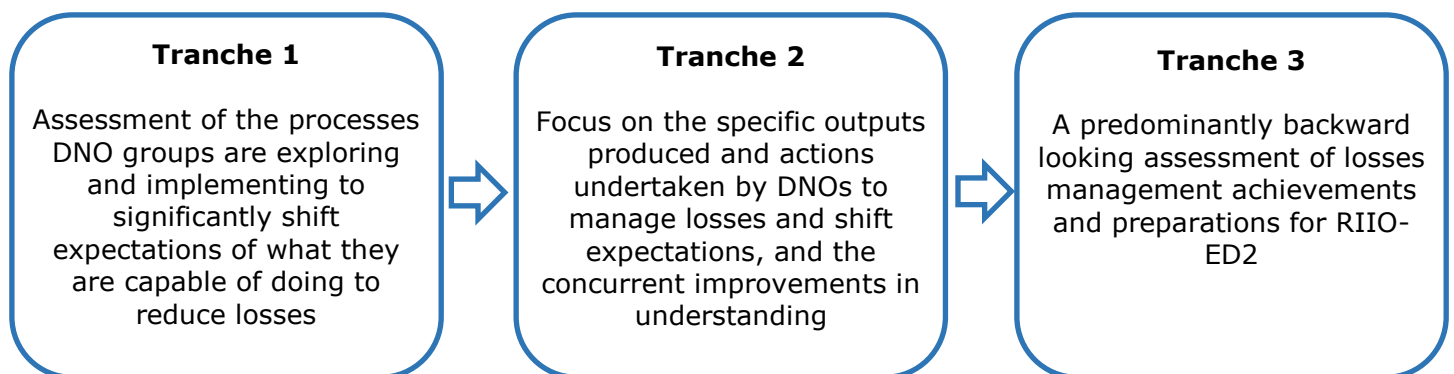 Tranche 1
Assessment of the processes
DNO groups are exploring
and implementing to
significantly shift
expectations of what they
are capable of doing to
reduce losses
Tranche 2
Focus on the specific outputs
produced and actions
undertaken by DNOs to
manage losses and shift
expectations, and the
concurrent improvements in
understanding
Tranche 3
A predominantly backward
looking assessment of losses
management achievements
and preparations for RIIO-
ED2